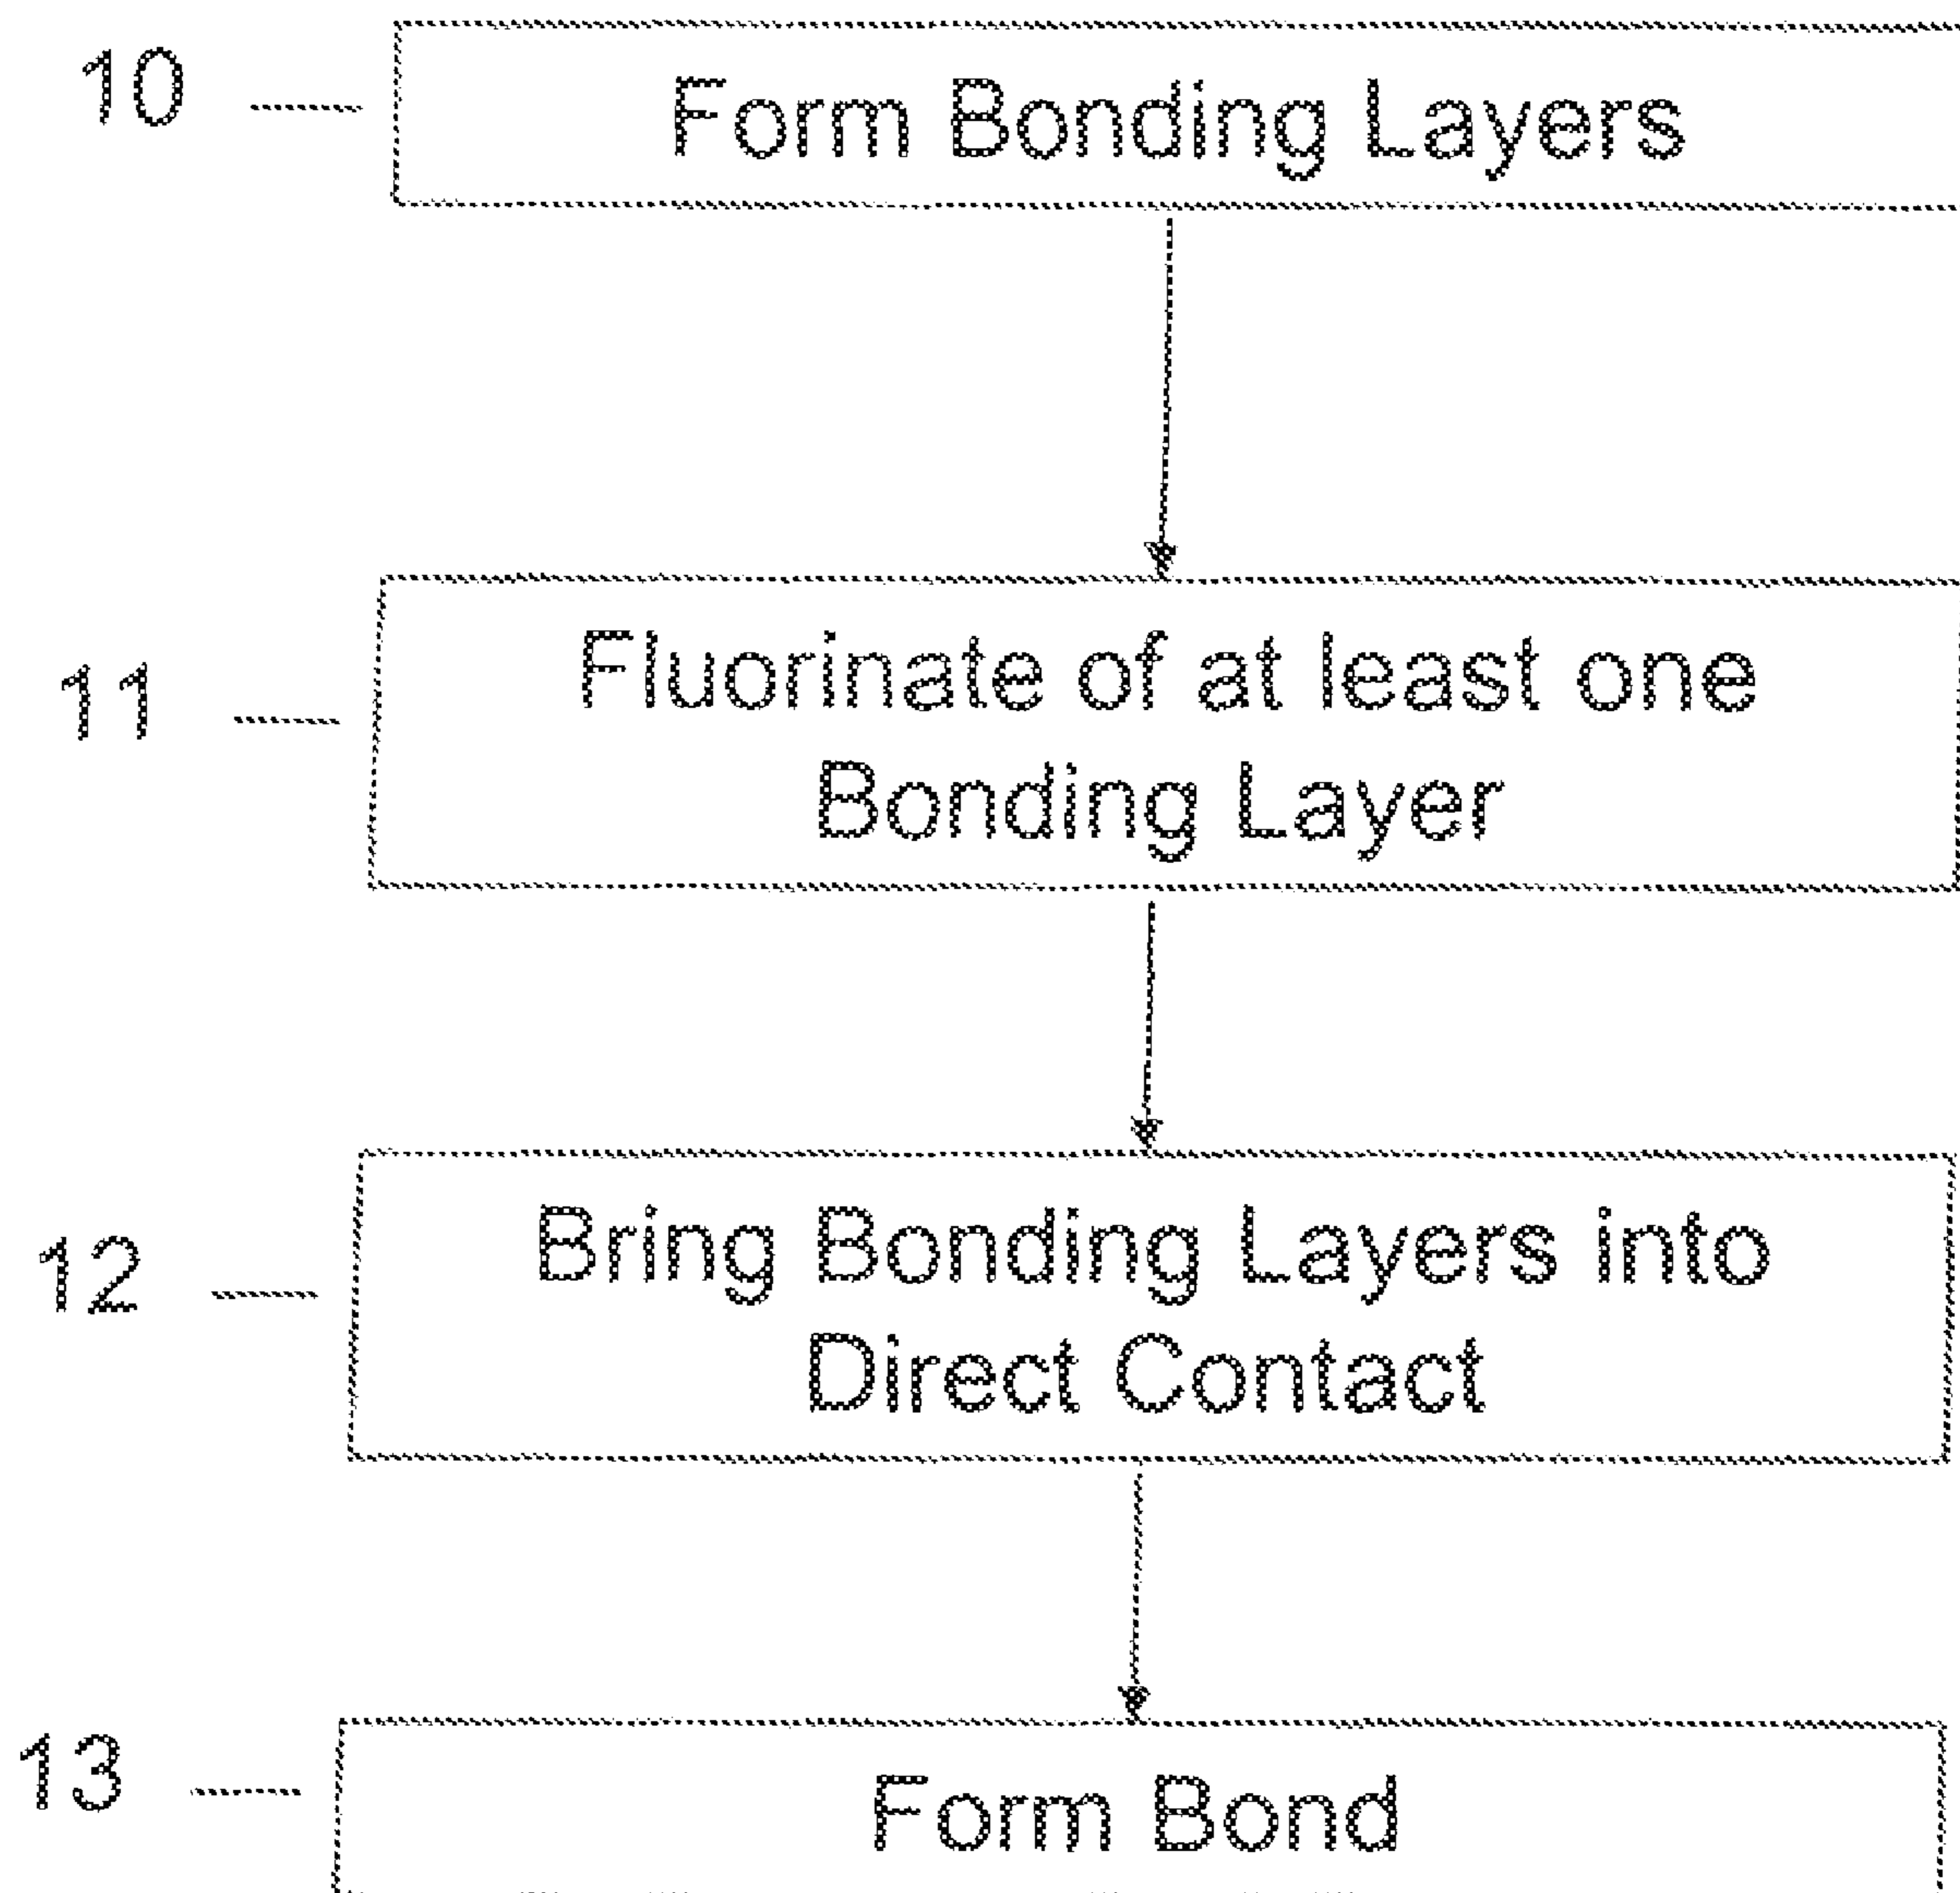 10
Form Bonding Layers
11
Fluorinate of at least one
Bonding Layer
12
Bring Bonding Layers into
Direct Contact
13
Form Bond